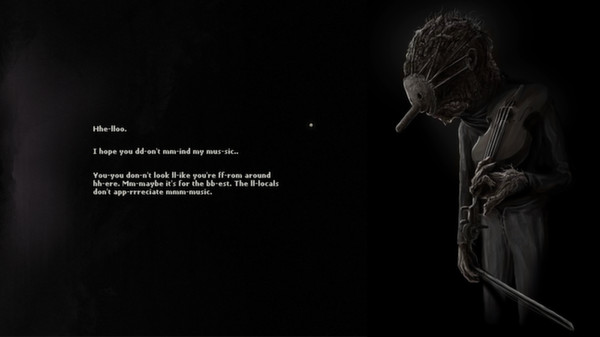 Hhe-lloo.
I hope you dd-on't mm-ind my mus-sic..
You-you don-n't look ll-ike you're ff-rom around
hh-ere. Mm-maybe it's for the bb-est. The ll-locals
don't app-rrreciate mmm-music.